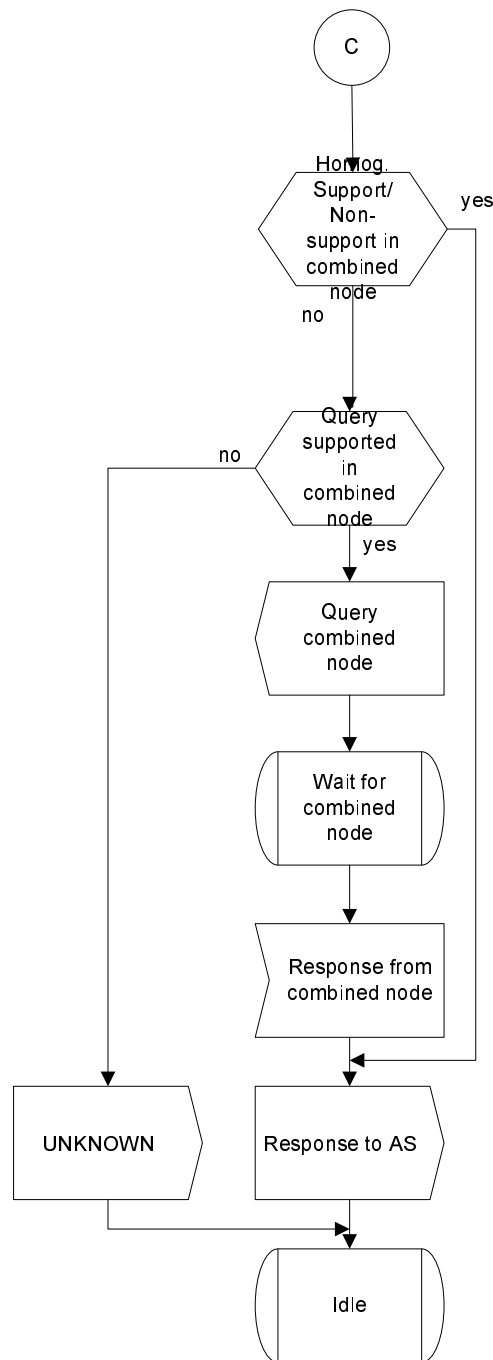 C
Homog.
Support/
Non-
support in
combined
node
yes
no
Query
supported
in
combined
node
no
yes
Query
combined
node
Wait for
combined
node
Response from
combined node
UNKNOWN
Response to AS
Idle